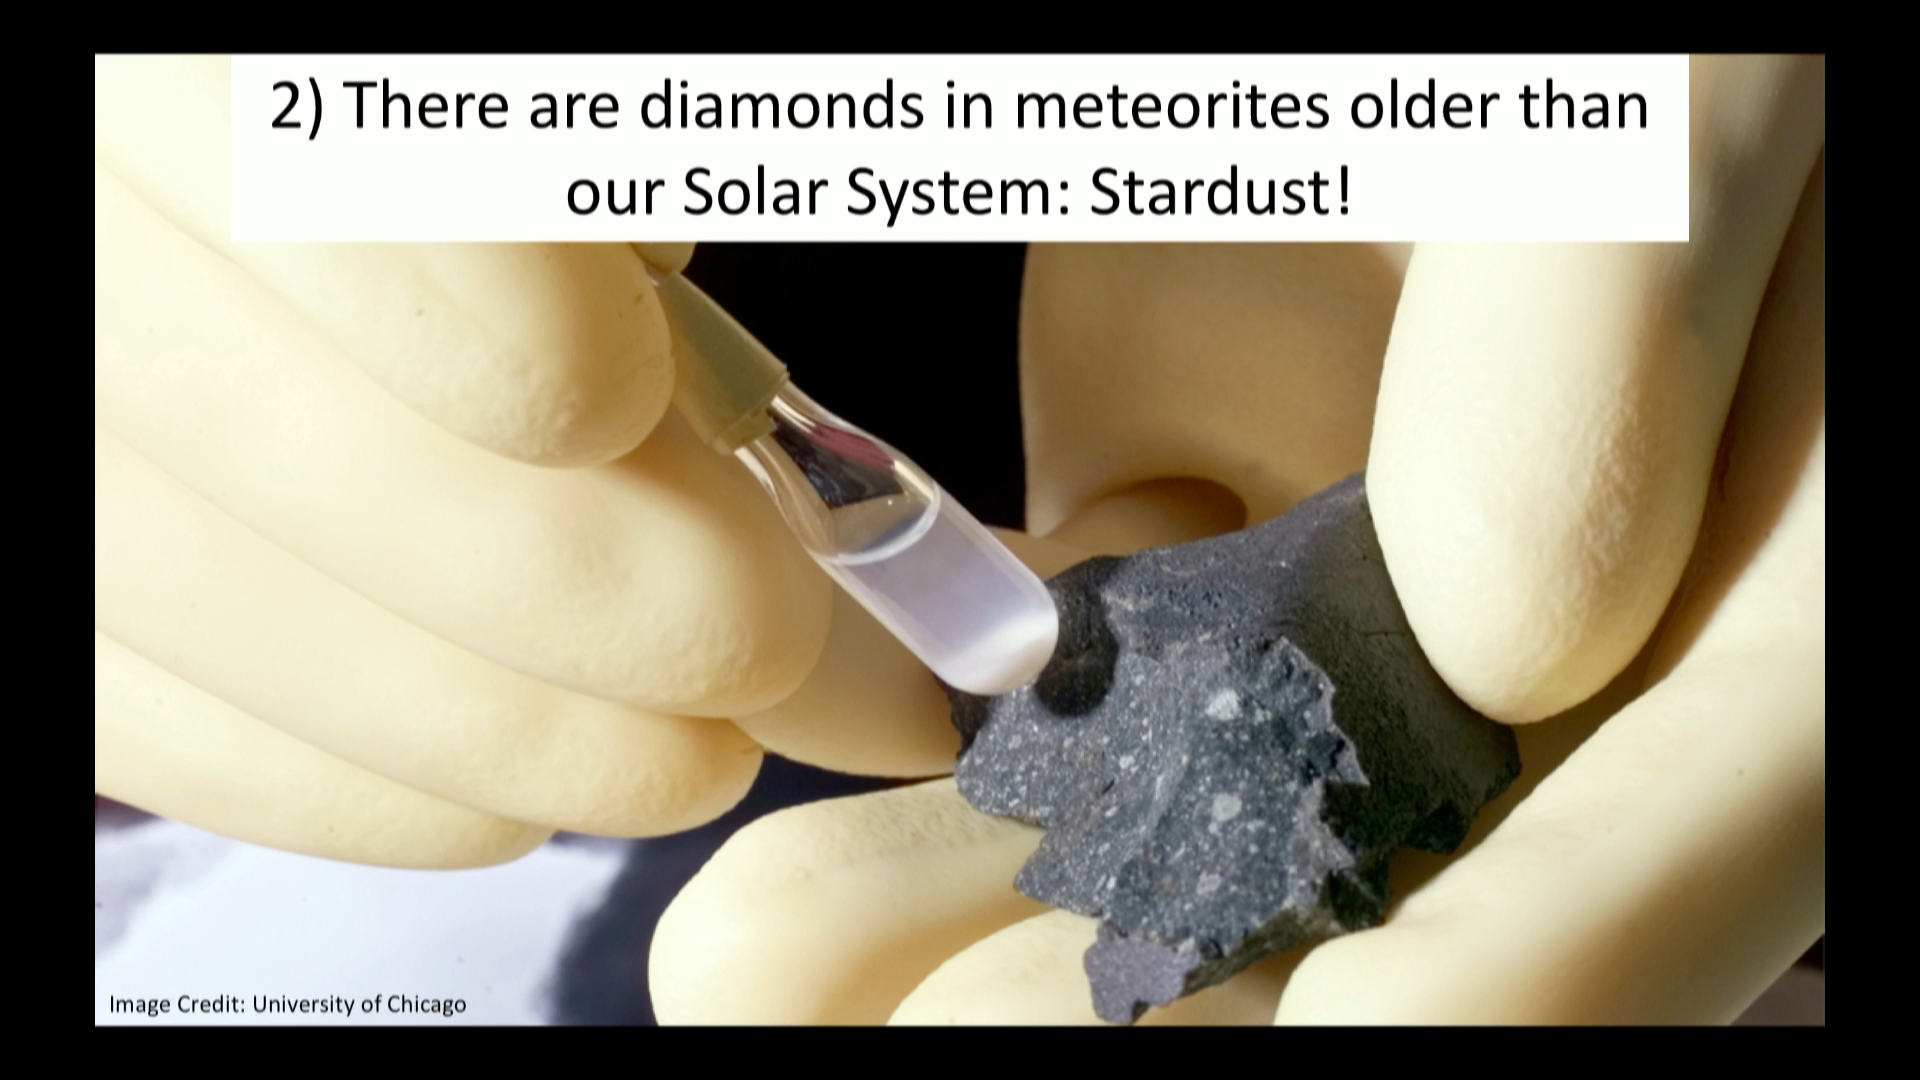 2) There are diamonds in meteorites older than
our Solar System: Stardust!
Image Credit: University of Chicago